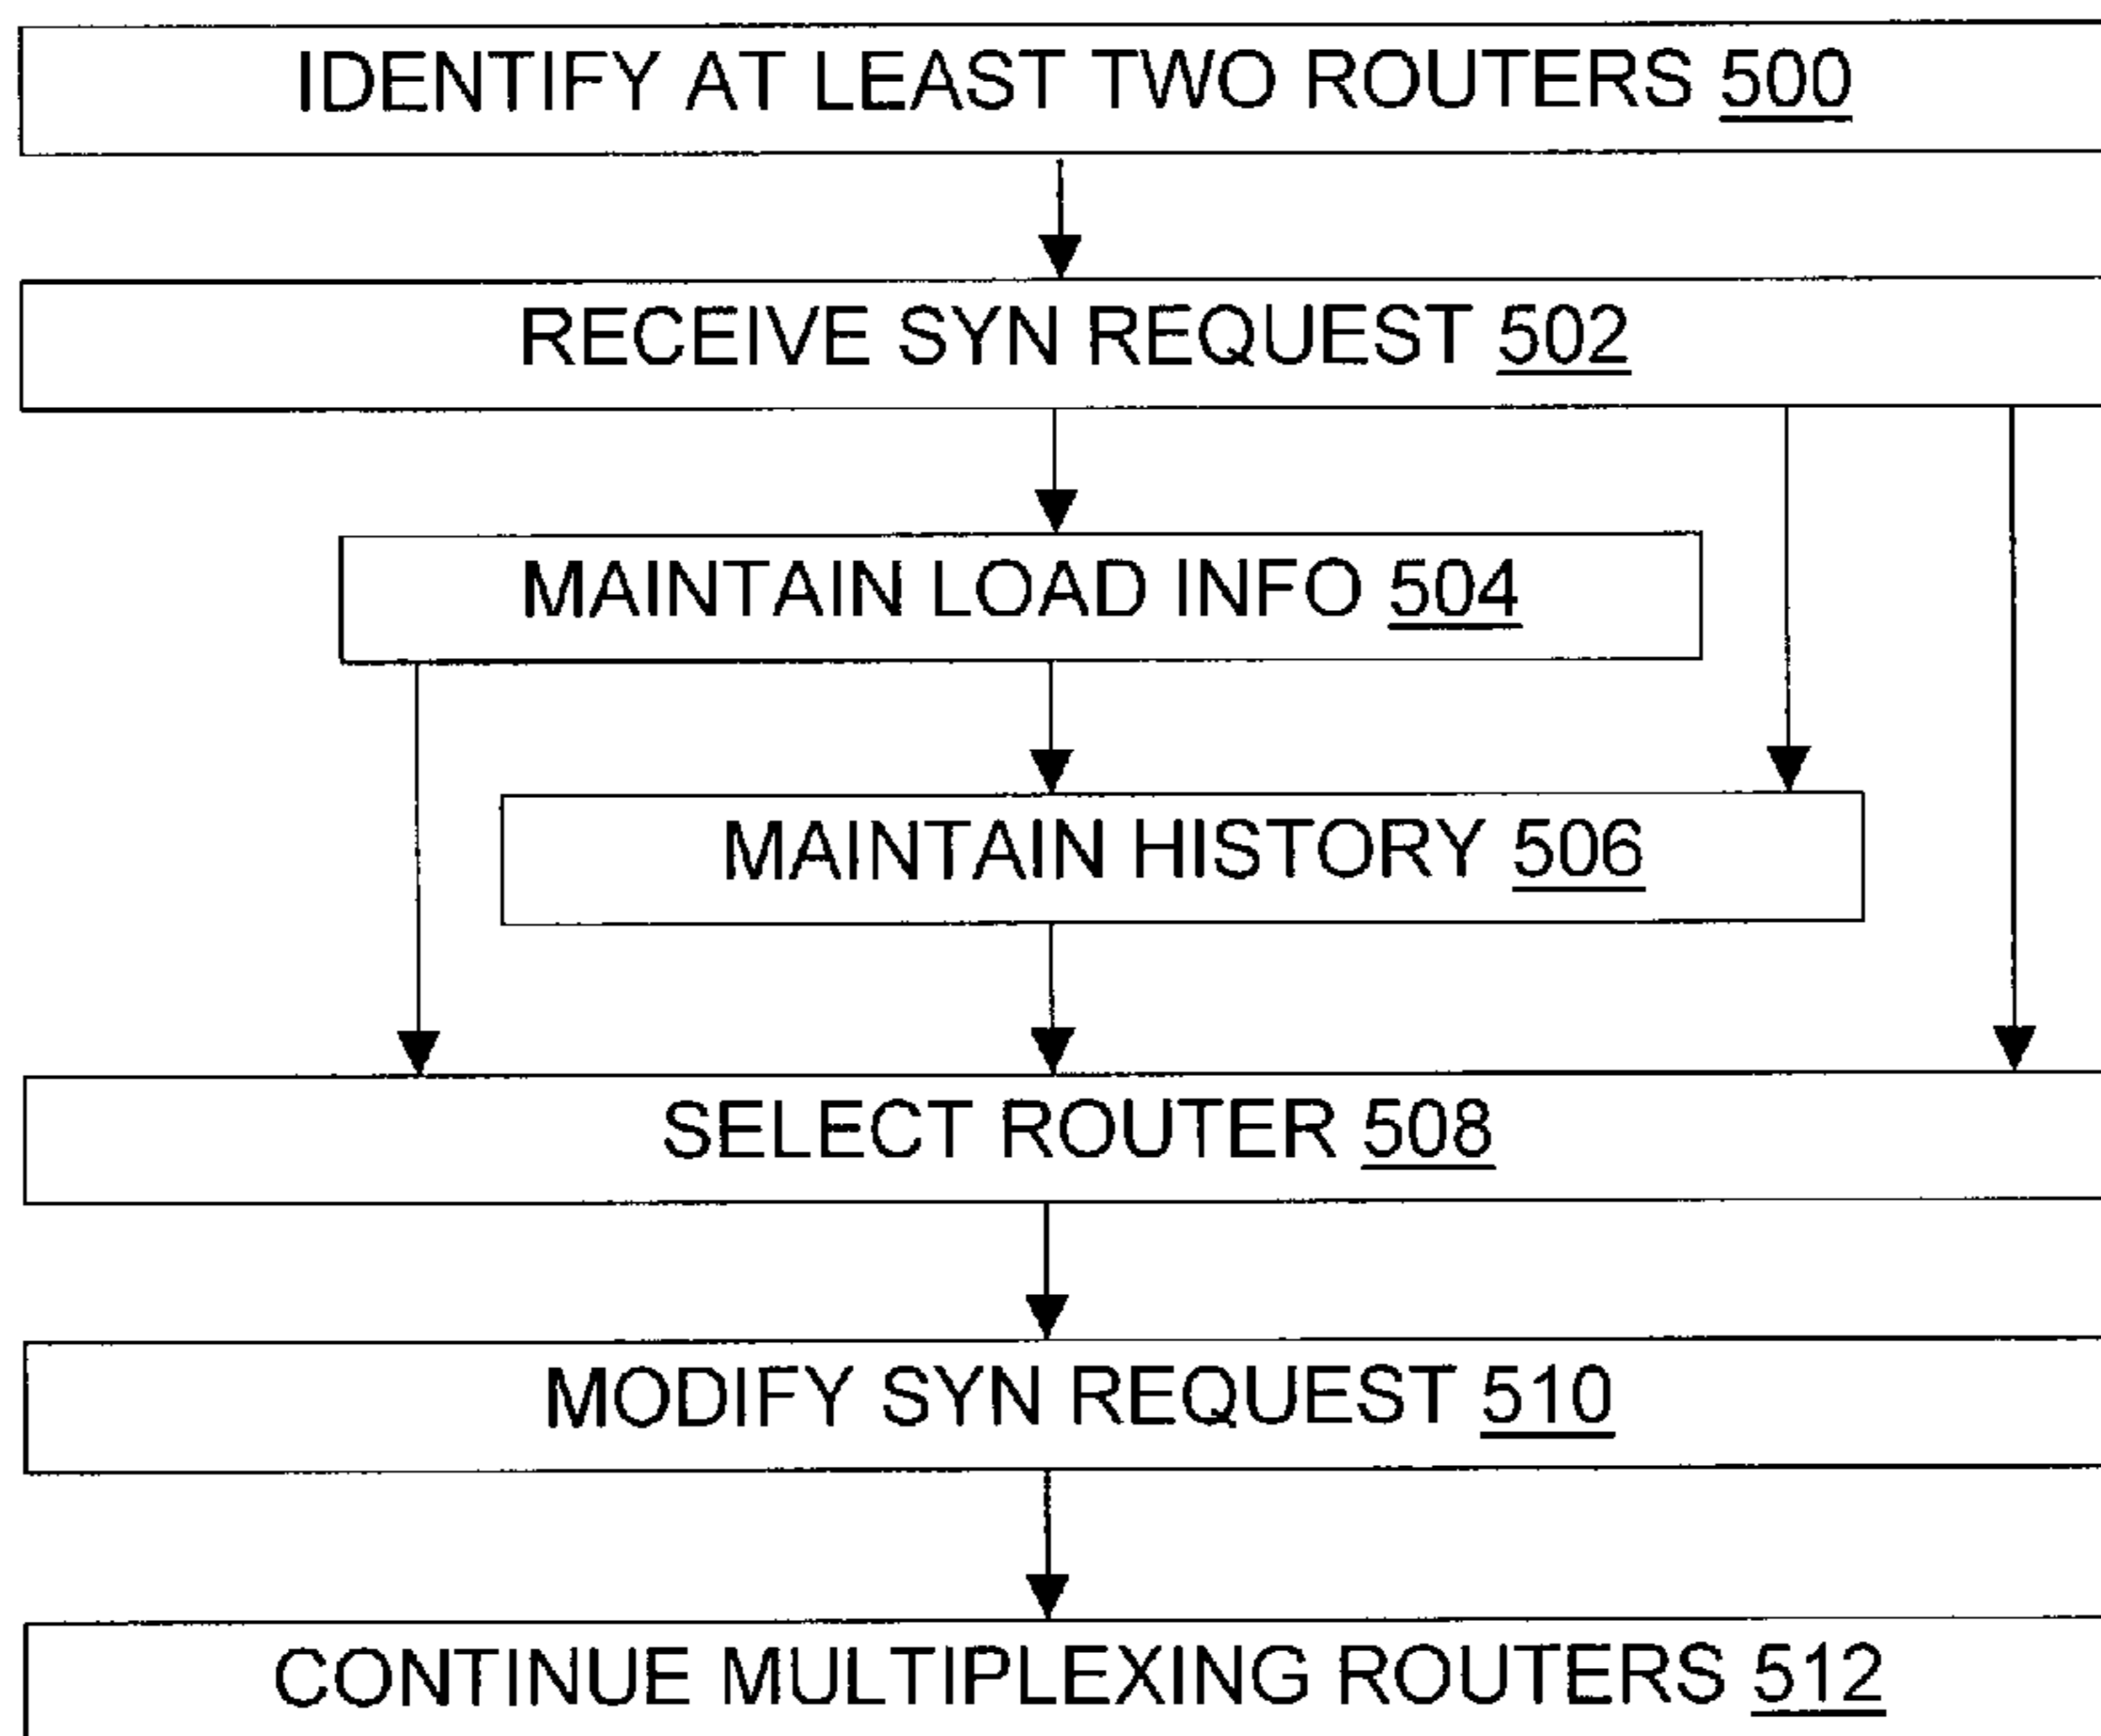 IDENTIFY AT LEAST TWO ROUTERS 500
RECEIVE SYN REQUEST 502
MAINTAIN LOAD INFO 504
MAINTAIN HISTORY 506
SELECT ROUTER 508
MODIFY SYN REQUEST 510
CONTINUE MULTIPLEXING ROUTERS 512